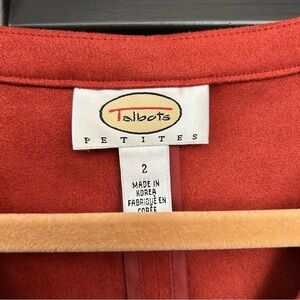 Talbots
PETITES
2
MADE IN
KOREA
FABRIQUÉ EN
CORÉE